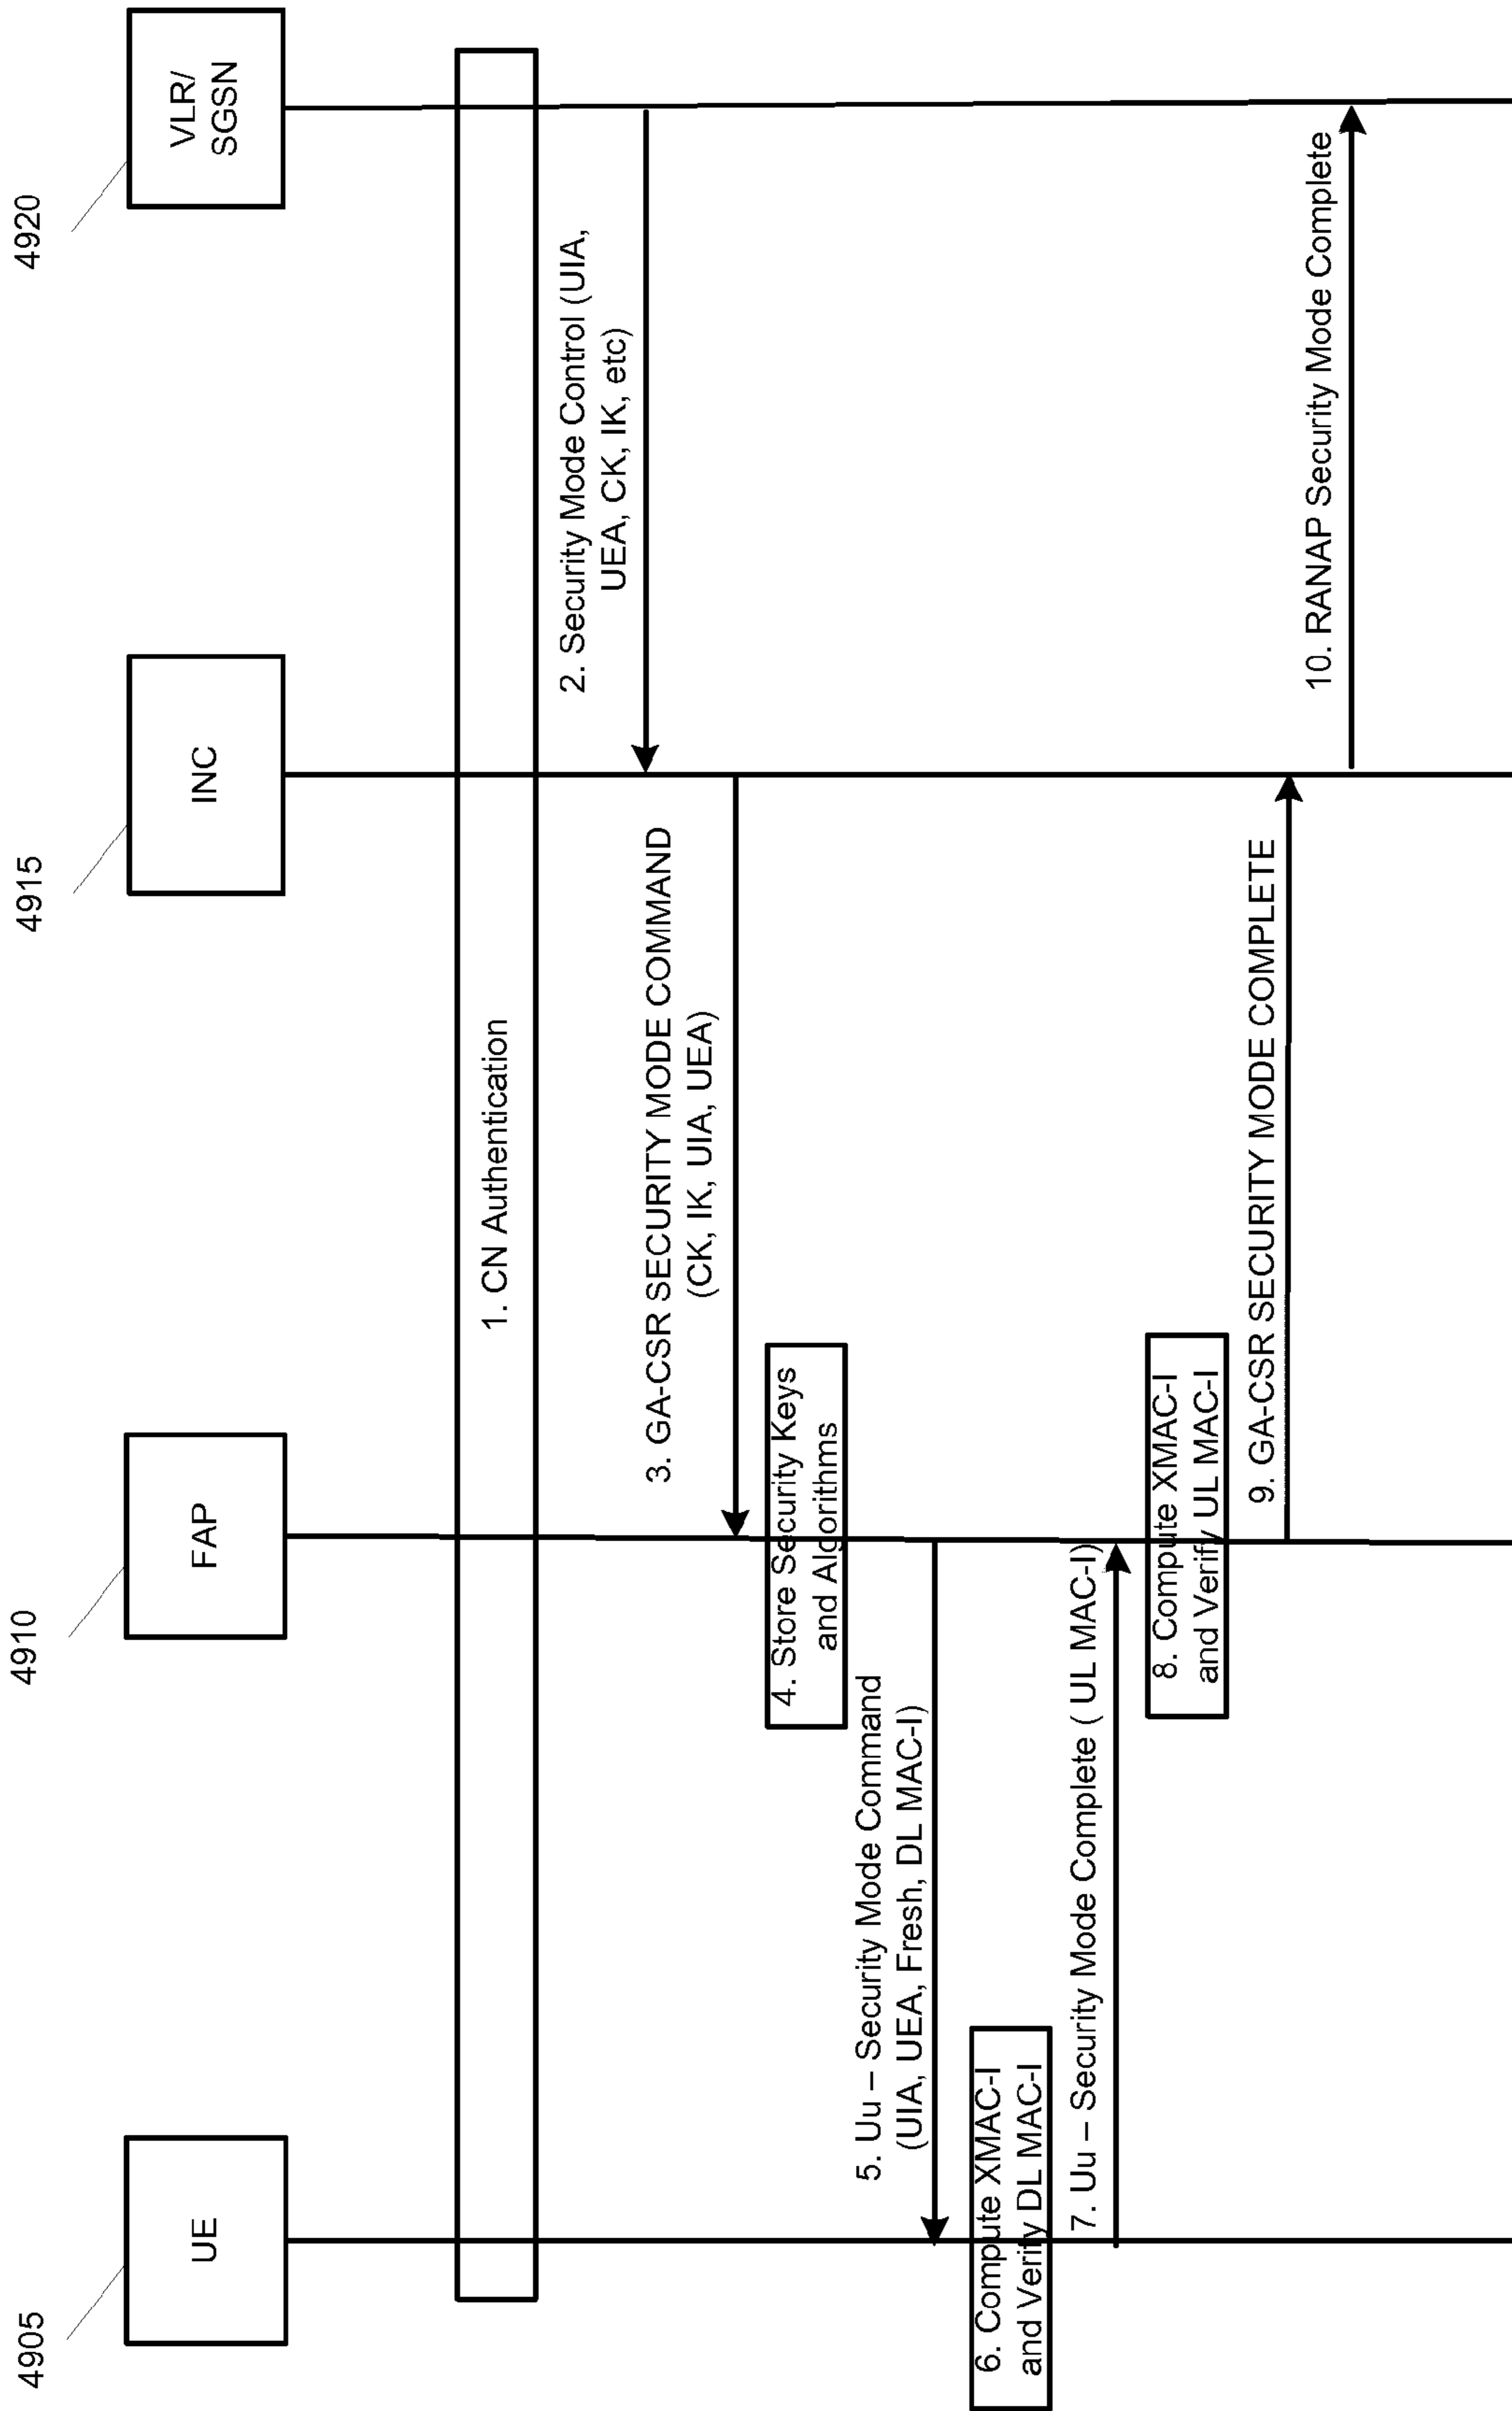 4905
4910
4915
4920
UE
FAP
INC
VLR/
SGSN
1. CN Authentication
2. Security Mode Control (UIA,
UEA, CK, IK, etc)
3. GA-CSR SECURITY MODE COMMAND
(CK, IK, UIA, UEA)
4. Store Security Keys
and Algorithms
5. Uu – Security Mode Command
(UIA, UEA, Fresh, DL MAC-I)
6. Compute XMAC-I
and Verify DL MAC-I
7. Uu – Security Mode Complete ( UL MAC-I)
8. Compute XMAC-I
and Verify UL MAC-I
9. GA-CSR SECURITY MODE COMPLETE
10. RANAP Security Mode Complete